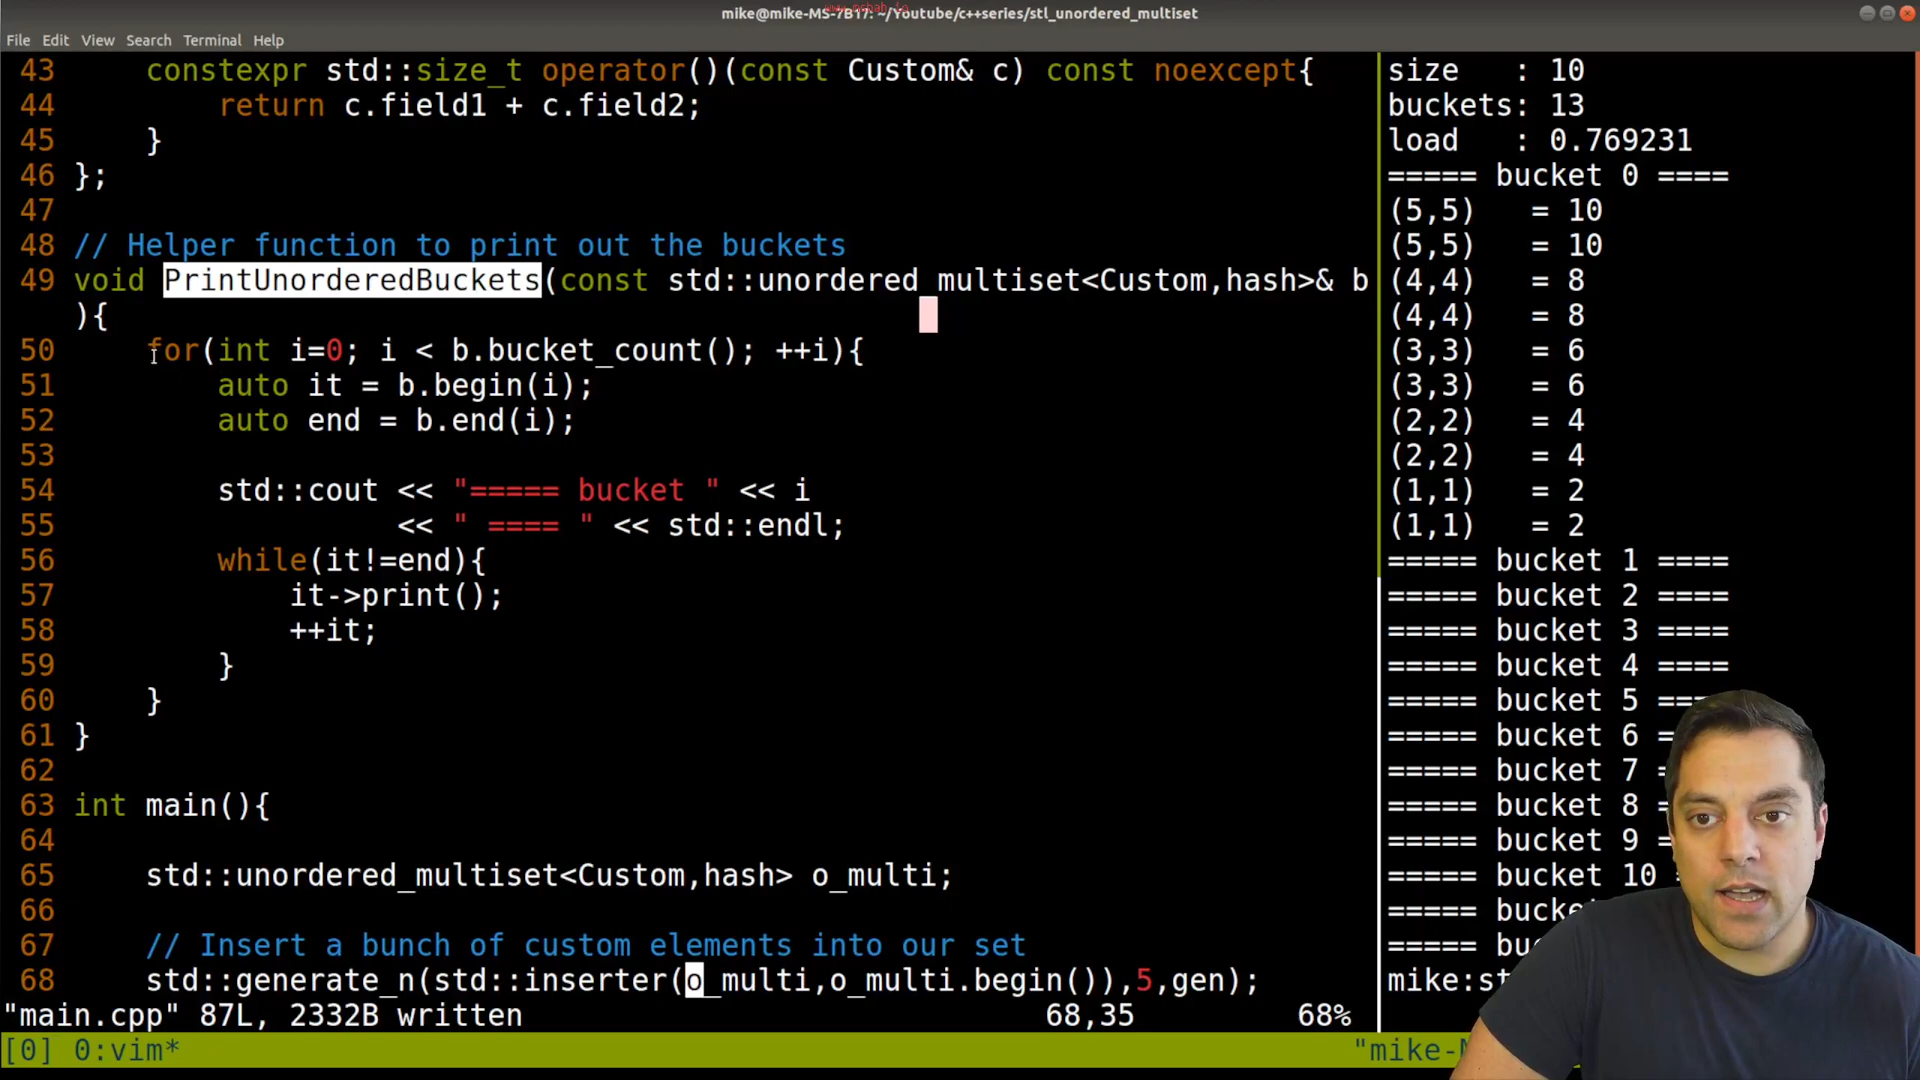 www.mshah.io
mike@mike-MS-7B17: ~/Youtube/c++series/stl_unordered_multiset
File Edit View Search Terminal Help
43 constexpr std::size_t operator()(const Custom& c) const noexcept{
44 return c.field1 + c.field2;
45 }
46 };
47
48 // Helper function to print out the buckets
49 void PrintUnorderedBuckets(const std::unordered_multiset<Custom,hash>& b
){
50 for(int i=0; i < b.bucket_count(); ++i){
51 auto it = b.begin(i);
52 auto end = b.end(i);
53
54 std::cout << "===== bucket " << i
55 << " ==== " << std::endl;
56 while(it!=end){
57 it->print();
58 ++it;
59 }
60 }
61 }
62
63 int main(){
64
65 std::unordered_multiset<Custom,hash> o_multi;
66
67 // Insert a bunch of custom elements into our set
68 std::generate_n(std::inserter(o_multi,o_multi.begin()),5,gen);
"main.cpp" 87L, 2332B written 68,35 68%
size : 10
buckets: 13
load : 0.769231
===== bucket 0 ====
(5,5) = 10
(5,5) = 10
(4,4) = 8
(4,4) = 8
(3,3) = 6
(3,3) = 6
(2,2) = 4
(2,2) = 4
(1,1) = 2
(1,1) = 2
===== bucket 1 ====
===== bucket 2 ====
===== bucket 3 ====
===== bucket 4 ====
===== bucket 5 ===
===== bucket 6 =
===== bucket 7 =
===== bucket 8 =
===== bucket 9 =
===== bucket 10 =
===== bucke
===== bu
mike:st
[0] 0:vim* "mike-M